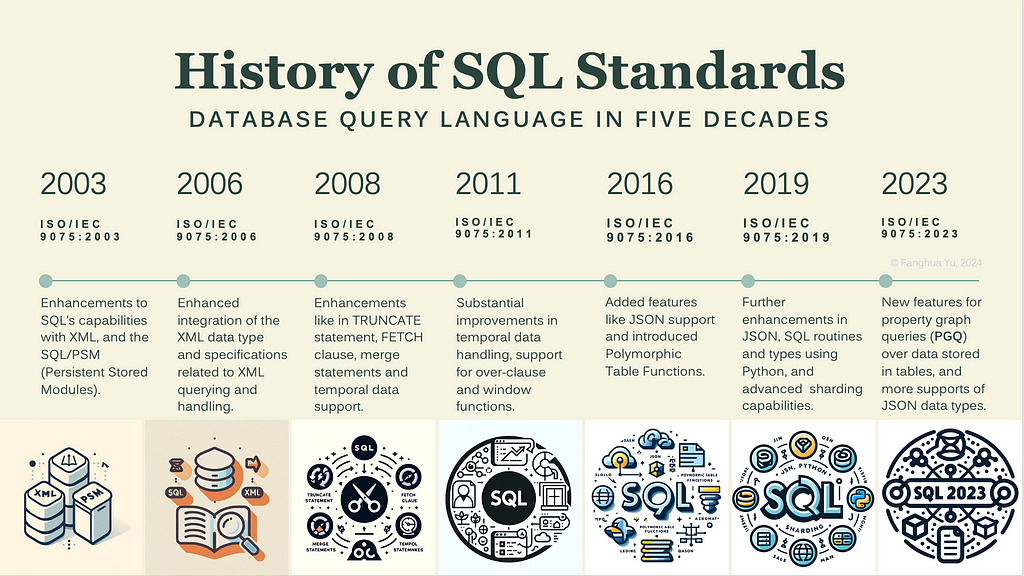 History of SQL Standards
DATABASE QUERY LANGUAGE IN FIVE DECADES
2003
ISO/IEC
9075:2003
2006
ISO/IEC
9075:2006
2008
ISO/IEC
9075:2008
2011
ISO/IEC
9075:2011
2016
ISO/IEC
9075:2016
2019
ISO/IEC
9075:2019
2023
ISO/IEC
9075:2023
© Fanghua Yu, 2024
Enhancements to
SQL's capabilities
with XML, and the
SQL/PSM
(Persistent Stored
Modules).
Enhanced
integration of the
XML data type
and specifications
related to XML
querying and
handling.
Enhancements
like in TRUNCATE
statement, FETCH
clause, merge
statements and
temporal data
support.
Substantial
improvements in
temporal data
handling, support
for over-clause
and window
functions.
Added features
like JSON support
and introduced
Polymorphic
Table Functions.
Further
enhancements in
JSON, SQL routines
and types using
Python, and
advanced sharding
capabilities.
New features for
property graph
queries (PGQ)
over data stored
in tables, and
more supports of
JSON data types.
XML
PSM
SQL
XML
SQL
TRUNCATE
STATEMENT
FETCH
CLAUE
MERGE
STATEMENTS
TEMPOL
STATEMNKES
SQL
JSON
SQL
JSN, PYTHON
SQL
SHARDING
SQL 2023